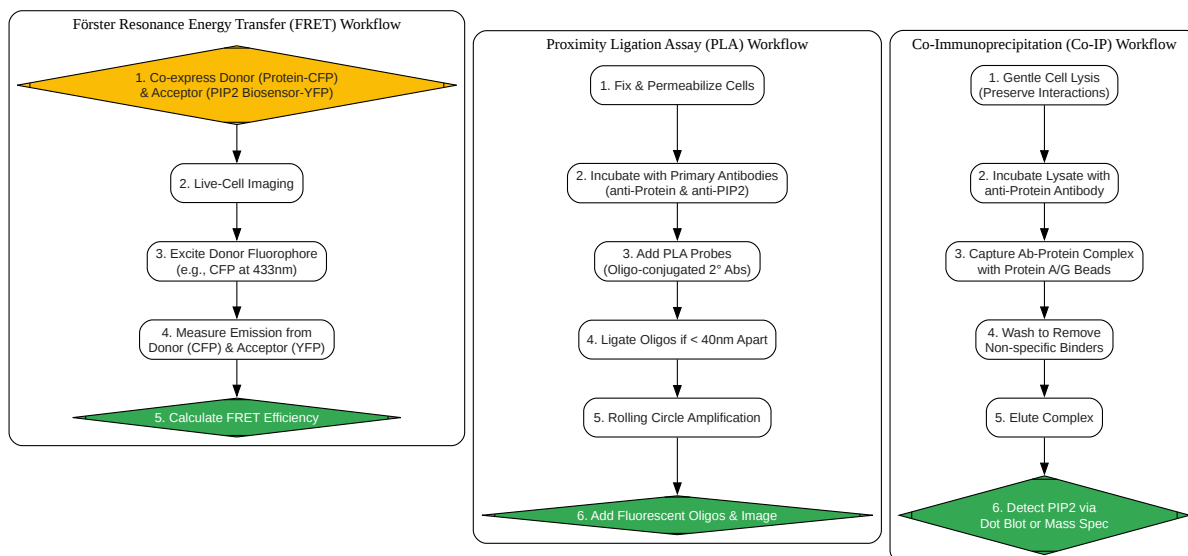 Förster Resonance Energy Transfer (FRET) Workflow
1. Co-express Donor (Protein-CFP)
& Acceptor (PIP2 Biosensor-YFP)
2. Live-Cell Imaging
3. Excite Donor Fluorophore
(e.g., CFP at 433nm)
4. Measure Emission from
Donor (CFP) & Acceptor (YFP)
5. Calculate FRET Efficiency
Proximity Ligation Assay (PLA) Workflow
1. Fix & Permeabilize Cells
2. Incubate with Primary Antibodies
(anti-Protein & anti-PIP2)
3. Add PLA Probes
(Oligo-conjugated 2° Abs)
4. Ligate Oligos if < 40nm Apart
5. Rolling Circle Amplification
6. Add Fluorescent Oligos & Image
Co-Immunoprecipitation (Co-IP) Workflow
1. Gentle Cell Lysis
(Preserve Interactions)
2. Incubate Lysate with
anti-Protein Antibody
3. Capture Ab-Protein Complex
with Protein A/G Beads
4. Wash to Remove
Non-specific Binders
5. Elute Complex
6. Detect PIP2 via
Dot Blot or Mass Spec